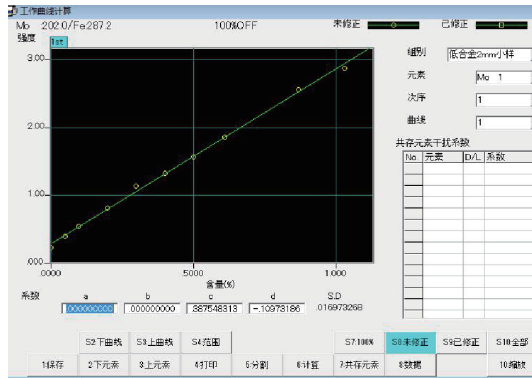 工作曲线计算
Mo 202.0/Fe287.2 100%OFF 未修正 已修正
强度
1st
3.00
2.00
1.00
.000
.0000 .5000 1.000
含量(%)
组别 低合金2mm小样
元素 Mo 1
次序 1
曲线 1
共存元素干扰系数
No. 元素 D/L 系数
系数 a b c d S.D
.000000000 .000000000 .387548313 -.10973186 .016973268
S2下曲线 S3上曲线 S4范围 S7:100% S8未修正 S9已修正 S10全部
1保存 2下元素 3上元素 4打印 5分割 6计算 7共存元素 8数据 10缩放